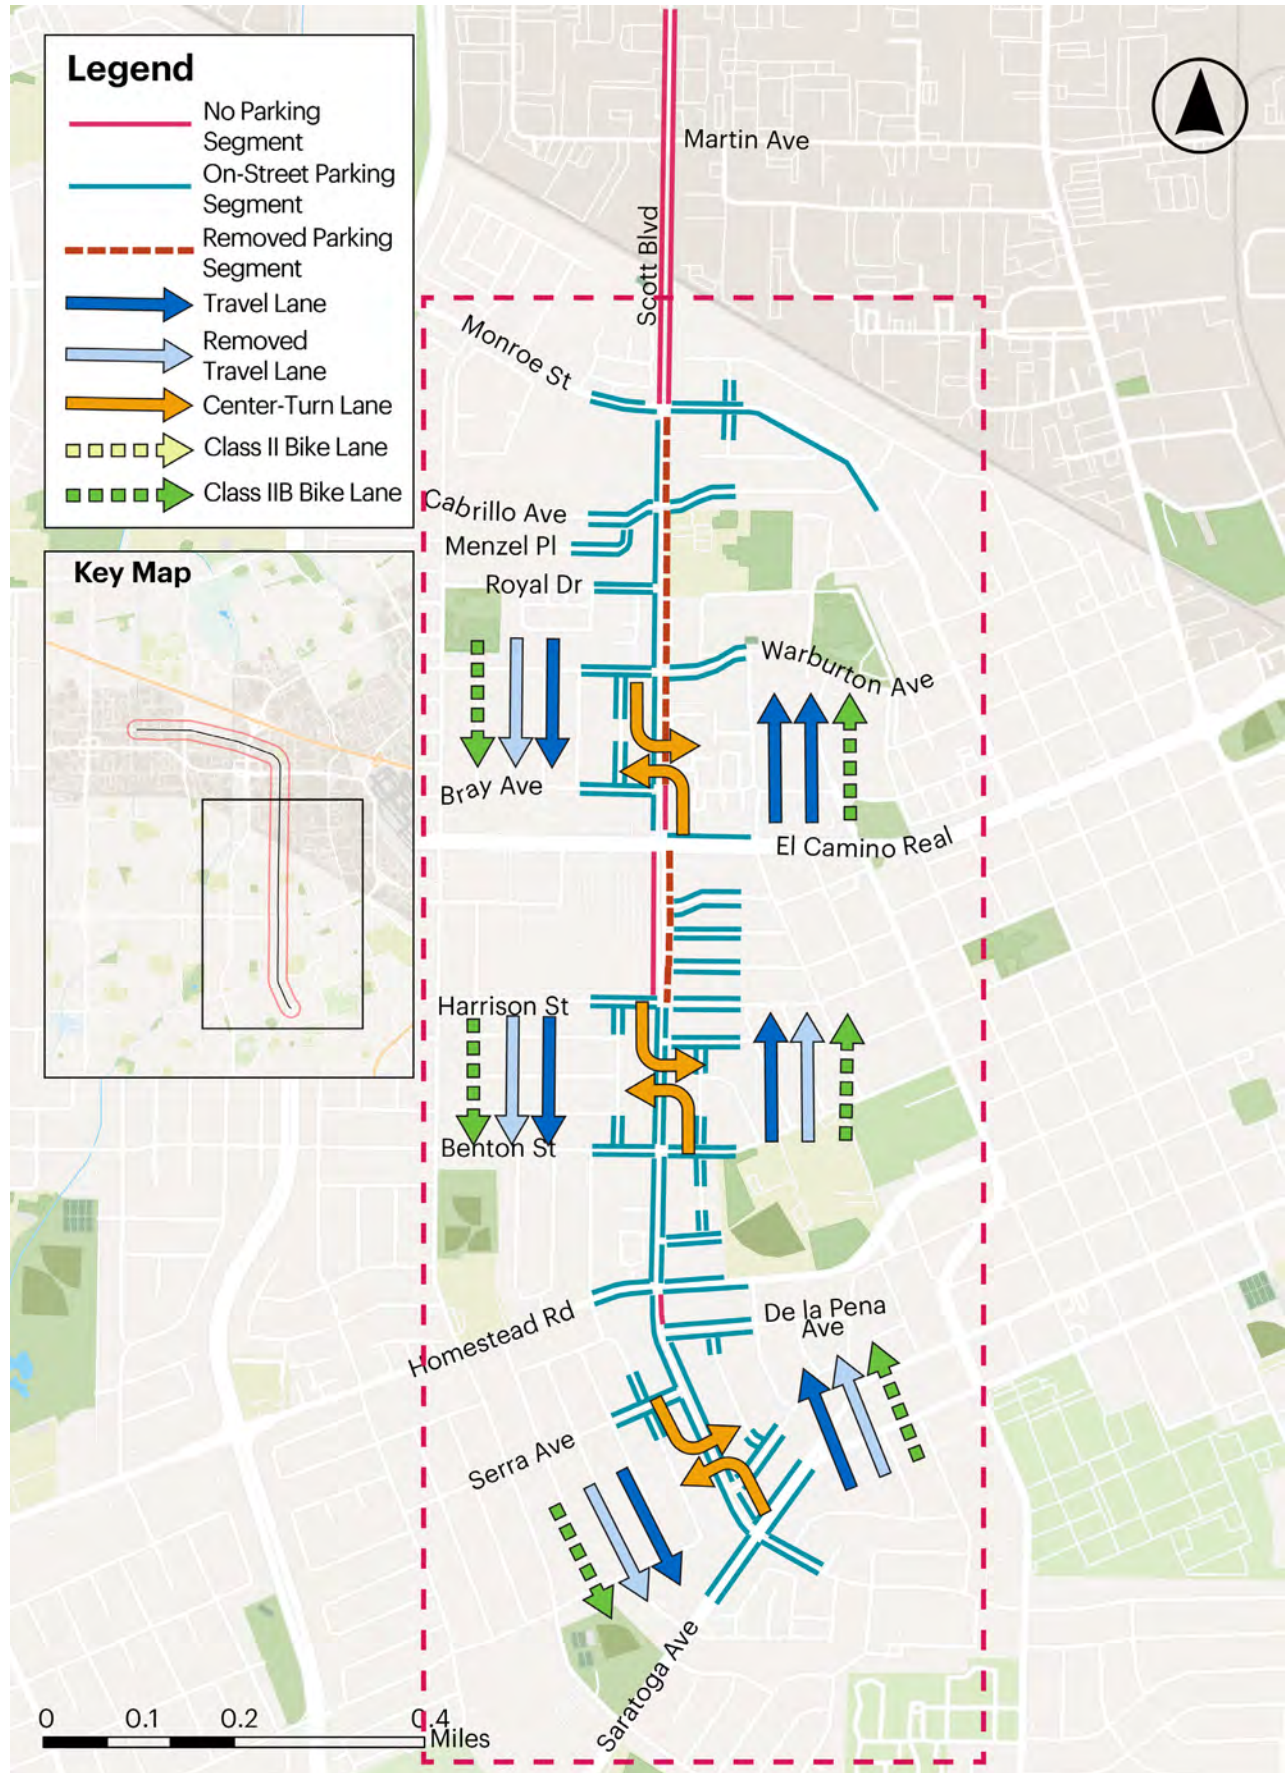 Legend
No Parking
Segment
On-Street Parking
Segment
Removed Parking
Segment
Travel Lane
Removed
Travel Lane
Center-Turn Lane
Class II Bike Lane
Class IIB Bike Lane
Key Map
Martin Ave
Scott Blvd
Monroe St
Cabrillo Ave
Menzel Pl
Royal Dr
Warburton Ave
Bray Ave
El Camino Real
Harrison St
Benton St
Homestead Rd
De la Pena
Ave
Serra Ave
Saratoga Ave
0 0.1 0.2 0.4
Miles